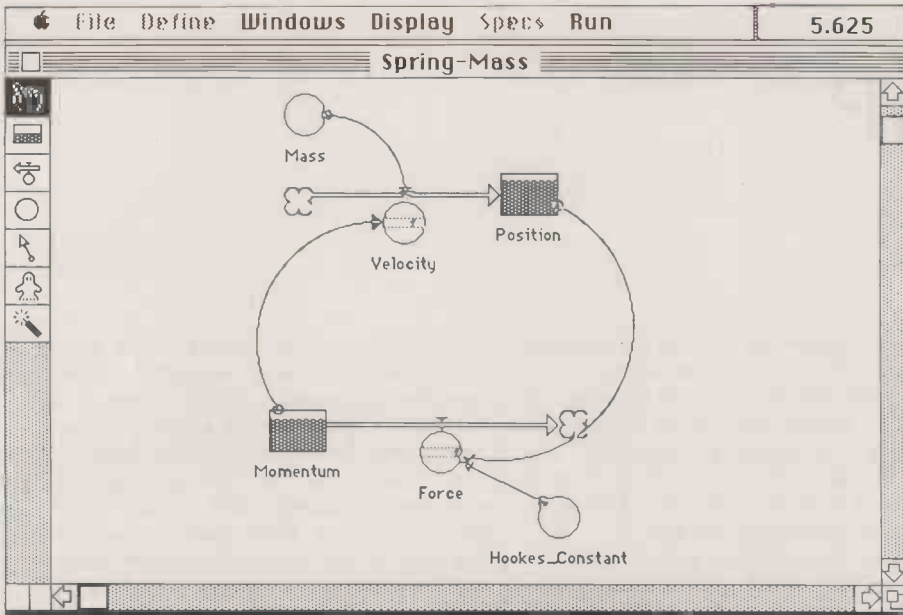 File Define Windows Display Specs Run 5.625
Spring-Mass
Mass
Position
Velocity
Momentum
Force
Hookes_Constant